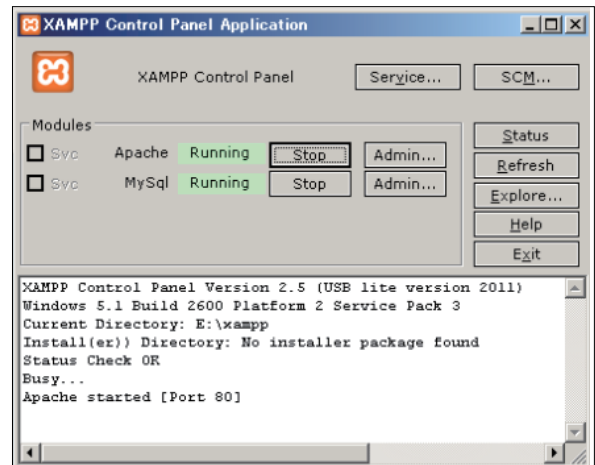 XAMPP Control Panel Application
XAMPP Control Panel
Service...
SCM...
Modules
Svc Apache Running Stop Admin...
Svc MySql Running Stop Admin...
Status
Refresh
Explore...
Help
Exit
XAMPP Control Panel Version 2.5 (USB lite version 2011)
Windows 5.1 Build 2600 Platform 2 Service Pack 3
Current Directory: E:\xampp
Install(er)) Directory: No installer package found
Status Check OR
Busy...
Apache started [Port 80]